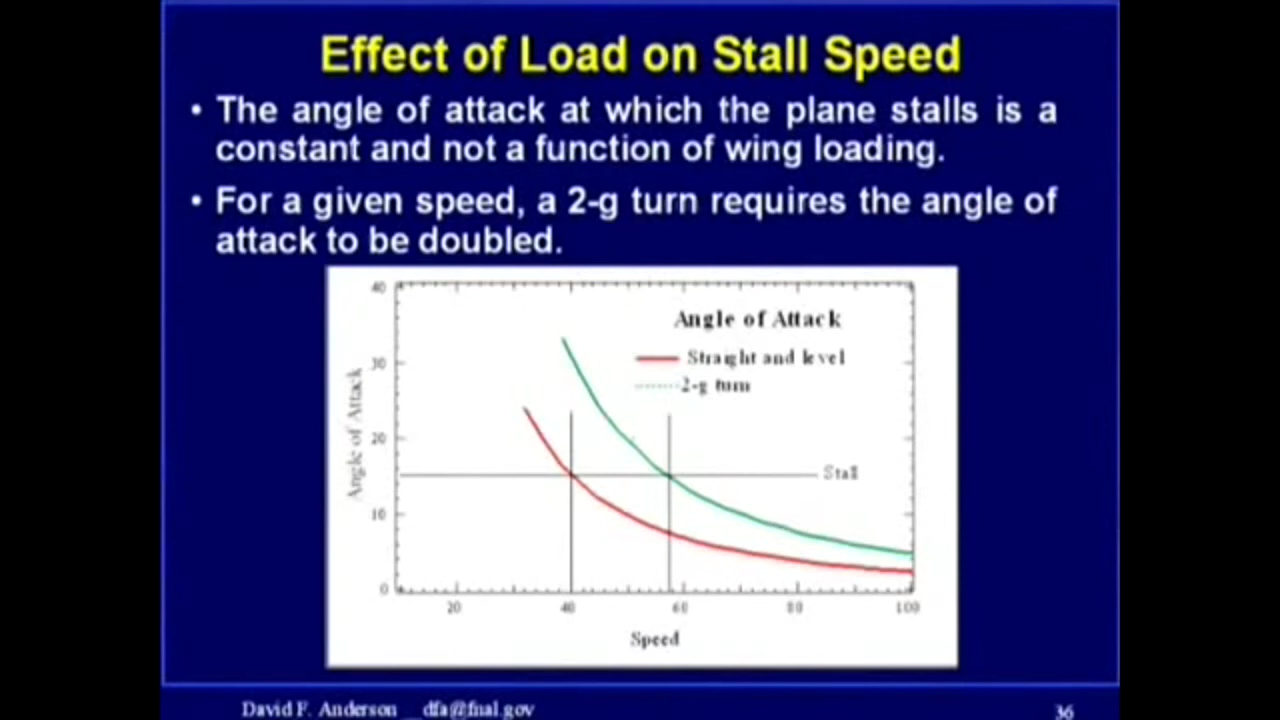 Effect of Load on Stall Speed
• The angle of attack at which the plane stalls is a
constant and not a function of wing loading.
• For a given speed, a 2-g turn requires the angle of
attack to be doubled.
40
30
20
10
0
Angle of Attack
Angle of Attack
Straight and level
2-g turn
Stall
20 40 60 80 100
Speed
David F. Anderson dfa@fnal.gov
36